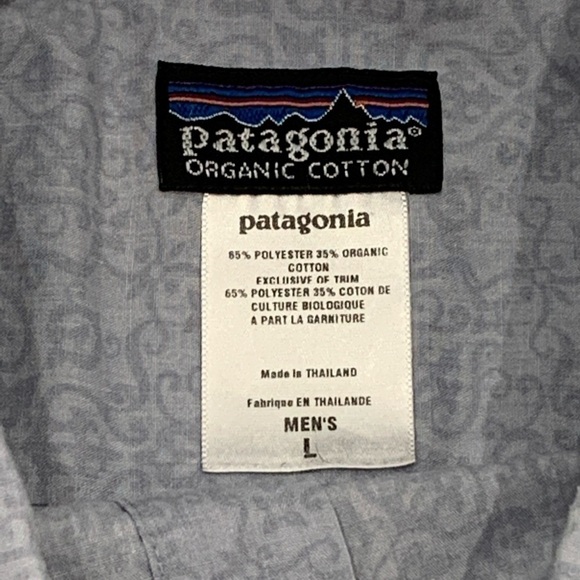 patagonia®
ORGANIC COTTON
patagonia
65% POLYESTER 35% ORGANIC
COTTON
EXCLUSIVE OF TRIM
65% POLYESTER 35% COTON DE
CULTURE BIOLOGIQUE
A PART LA GARNITURE
Made in THAILAND
Fabrique EN THAILANDE
MEN'S
L